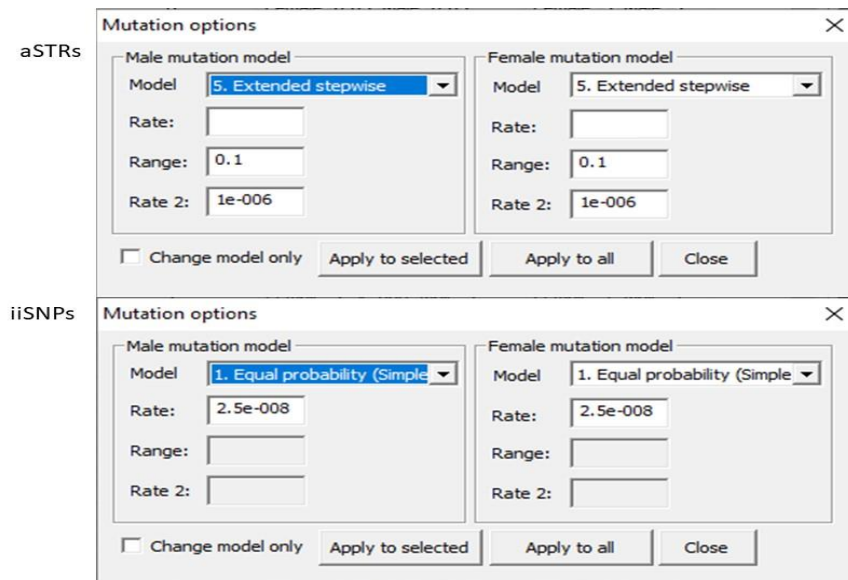 aSTRs
Mutation options
Male mutation model
Female mutation model
Model 5. Extended stepwise
Model 5. Extended stepwise
Rate:
Rate:
Range: 0.1
Range: 0.1
Rate 2: 1e-006
Rate 2: 1e-006
Change model only Apply to selected Apply to all Close
iiSNPs
Mutation options
Male mutation model
Female mutation model
Model 1. Equal probability (Simple
Model 1. Equal probability (Simple
Rate: 2.5e-008
Rate: 2.5e-008
Range:
Range:
Rate 2:
Rate 2:
Change model only Apply to selected Apply to all Close